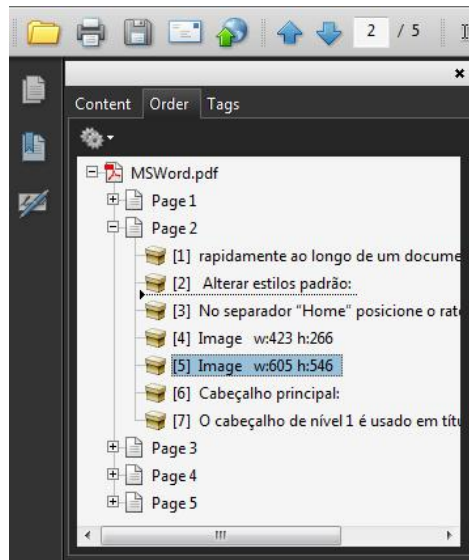 2 / 5
Content Order Tags
MSWord.pdf
Page 1
Page 2
[1] rapidamente ao longo de um docume
[2] Alterar estilos padrão:
[3] No separador "Home" posicione o rat
[4] Image w:423 h:266
[5] Image w:605 h:546
[6] Cabeçalho principal:
[7] O cabeçalho de nível 1 é usado em títu
Page 3
Page 4
Page 5